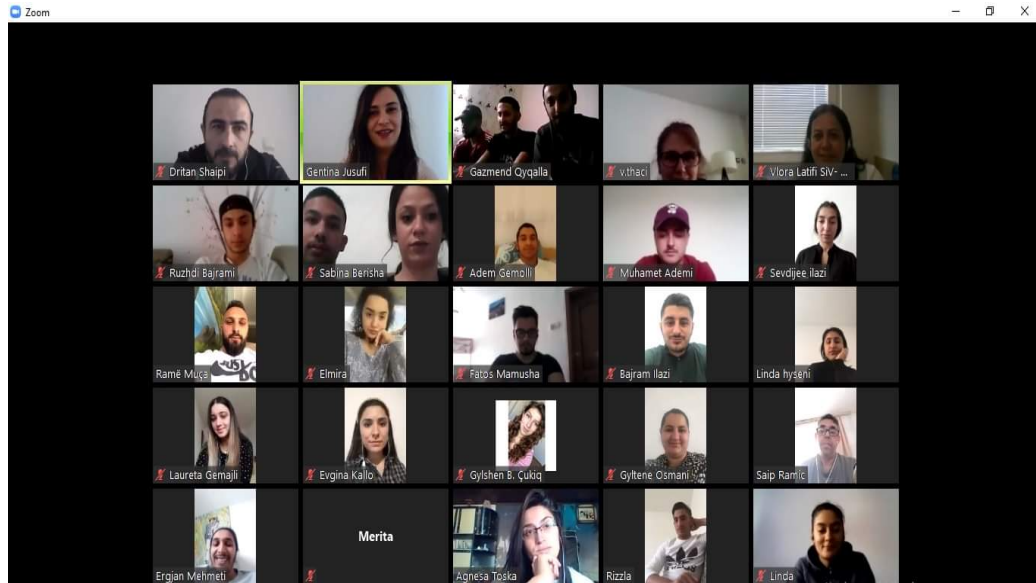 Zoom
Dritan Shaipi
Gentina Jusufi
Gazmend Qyqalla
v.thaci
Vlora Latifi SiV- ...
Ruzhdi Bajrami
Sabina Berisha
Adem Gemolli
Muhamet Ademi
Sevdijee ilazi
Ramë Muça
Elmira
Fatos Mamusha
Bajram Ilazi
Linda hyseni
Laureta Gemajli
Evgina Kallo
Gylshen B. Çukiq
Gyltene Osmani
Saip Ramic
Ergjan Mehmeti
Merita
Agnesa Toska
Rizzla
Linda